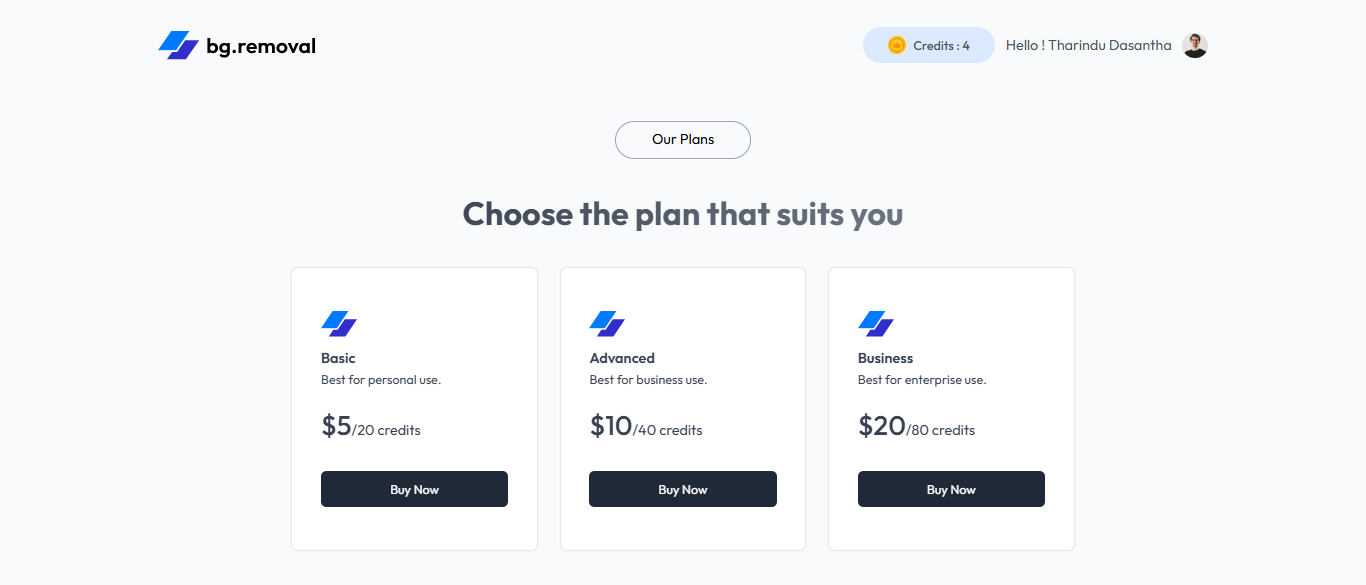 bg.removal
Credits : 4
Hello ! Tharindu Dasantha
Our Plans
Choose the plan that suits you
Basic
Best for personal use.
$5/20 credits
Buy Now
Advanced
Best for business use.
$10/40 credits
Buy Now
Business
Best for enterprise use.
$20/80 credits
Buy Now